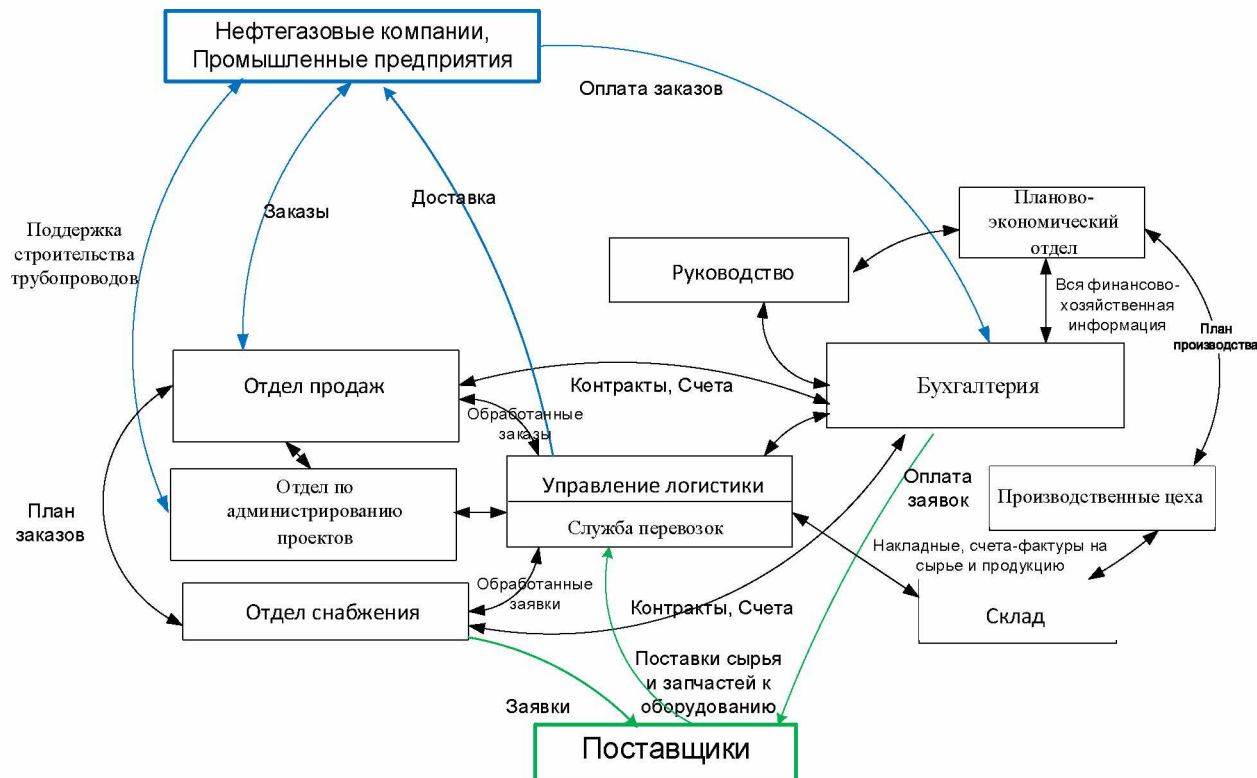 Нефтегазовые компании,
Промышленные предприятия
Оплата заказов
Заказы
Доставка
Поддержка
строительства
трубопроводов
Планово-
экономический
отдел
Руководство
Вся финансово-
хозяйственная
информация
План
производства
Отдел продаж
Контракты, Счета
Бухгалтерия
Обработанные
заказы
Управление логистики
Служба перевозок
Отдел по
администрированию
проектов
План
заказов
Оплата
заявок
Производственные цеха
Накладные, счета-фактуры на
сырье и продукцию
Обработанные
заявки
Отдел снабжения
Контракты, Счета
Склад
Поставки сырья
и запчастей к
оборудованию
Заявки
Поставщики